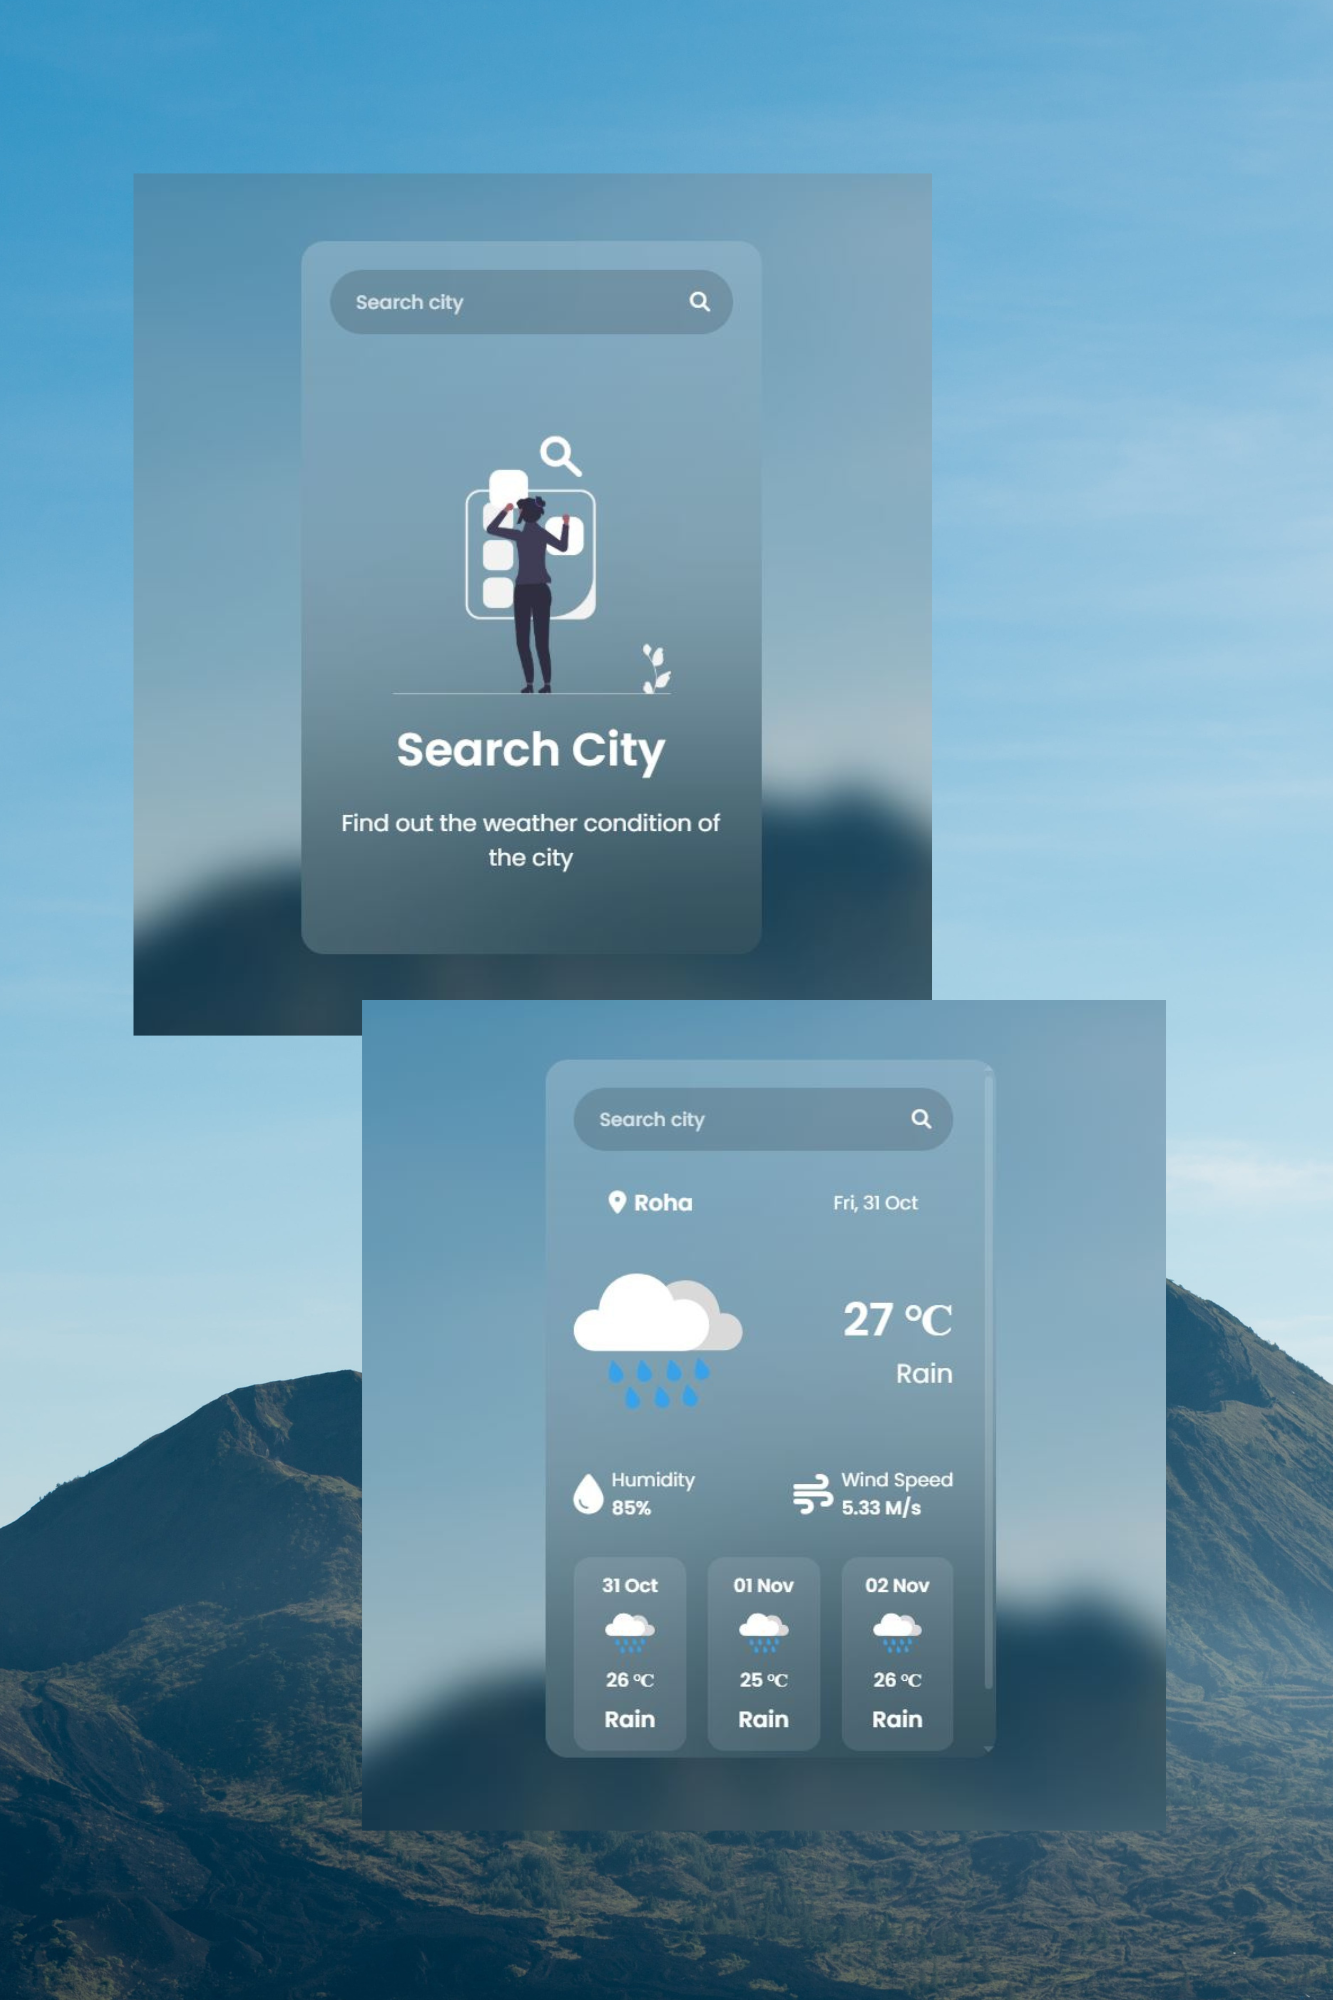 Search city
Search City
Find out the weather condition of
the city
Search city
Roha
Fri, 31 Oct
27 °C
Rain
Humidity
85%
Wind Speed
5.33 M/s
31 Oct
01 Nov
02 Nov
26 °C
25 °C
26 °C
Rain
Rain
Rain